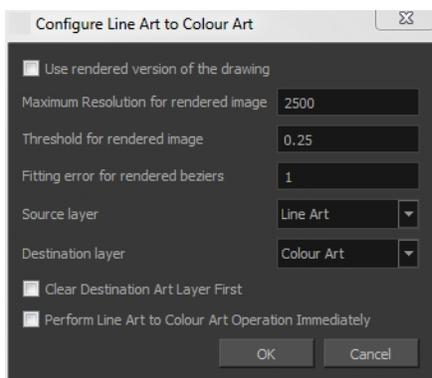 Configure Line Art to Colour Art
Use rendered version of the drawing
Maximum Resolution for rendered image 2500
Threshold for rendered image 0.25
Fitting error for rendered beziers 1
Source layer Line Art
Destination layer Colour Art
Clear Destination Art Layer First
Perform Line Art to Colour Art Operation Immediately
OK Cancel